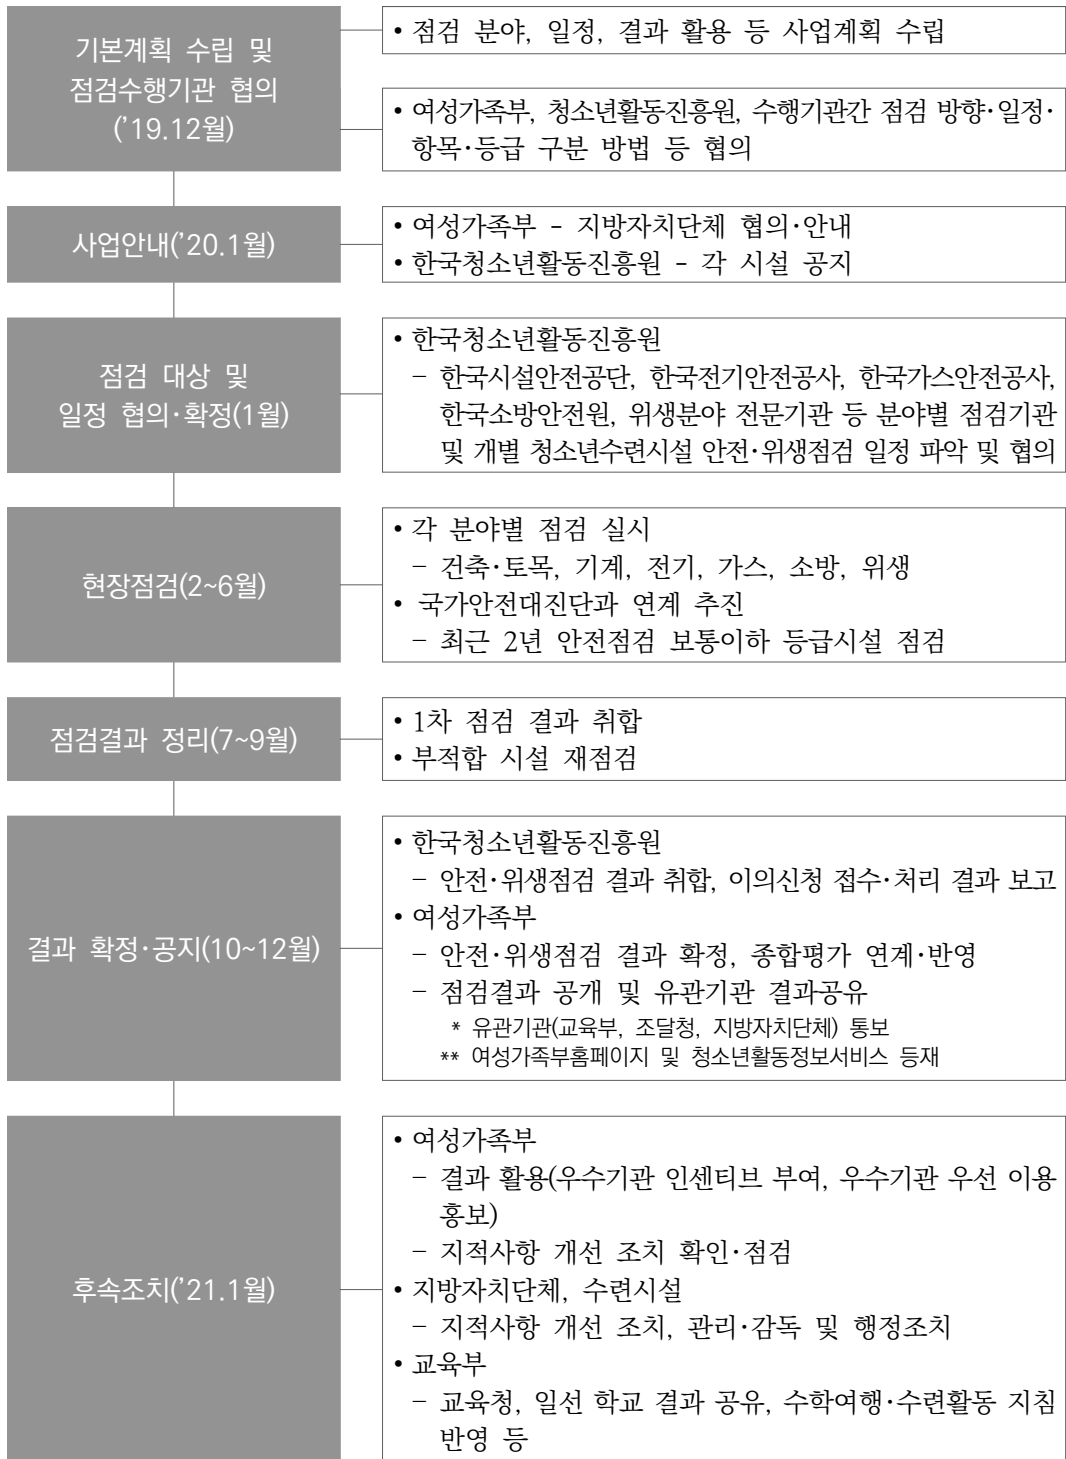 기본계획 수립 및
점검수행기관 협의
(’19.12월)
• 점검 분야, 일정, 결과 활용 등 사업계획 수립
• 여성가족부, 청소년활동진흥원, 수행기관간 점검 방향·일정·
항목·등급 구분 방법 등 협의
사업안내(’20.1월)
• 여성가족부 - 지방자치단체 협의·안내
• 한국청소년활동진흥원 - 각 시설 공지
점검 대상 및
일정 협의·확정(1월)
• 한국청소년활동진흥원
- 한국시설안전공단, 한국전기안전공사, 한국가스안전공사,
한국소방안전원, 위생분야 전문기관 등 분야별 점검기관
및 개별 청소년수련시설 안전·위생점검 일정 파악 및 협의
현장점검(2~6월)
• 각 분야별 점검 실시
- 건축·토목, 기계, 전기, 가스, 소방, 위생
• 국가안전대진단과 연계 추진
- 최근 2년 안전점검 보통이하 등급시설 점검
점검결과 정리(7~9월)
• 1차 점검 결과 취합
• 부적합 시설 재점검
결과 확정·공지(10~12월)
• 한국청소년활동진흥원
- 안전·위생점검 결과 취합, 이의신청 접수·처리 결과 보고
• 여성가족부
- 안전·위생점검 결과 확정, 종합평가 연계·반영
- 점검결과 공개 및 유관기관 결과공유
* 유관기관(교육부, 조달청, 지방자치단체) 통보
** 여성가족부홈페이지 및 청소년활동정보서비스 등재
후속조치(’21.1월)
• 여성가족부
- 결과 활용(우수기관 인센티브 부여, 우수기관 우선 이용
홍보)
- 지적사항 개선 조치 확인·점검
• 지방자치단체, 수련시설
- 지적사항 개선 조치, 관리·감독 및 행정조치
• 교육부
- 교육청, 일선 학교 결과 공유, 수학여행·수련활동 지침
반영 등